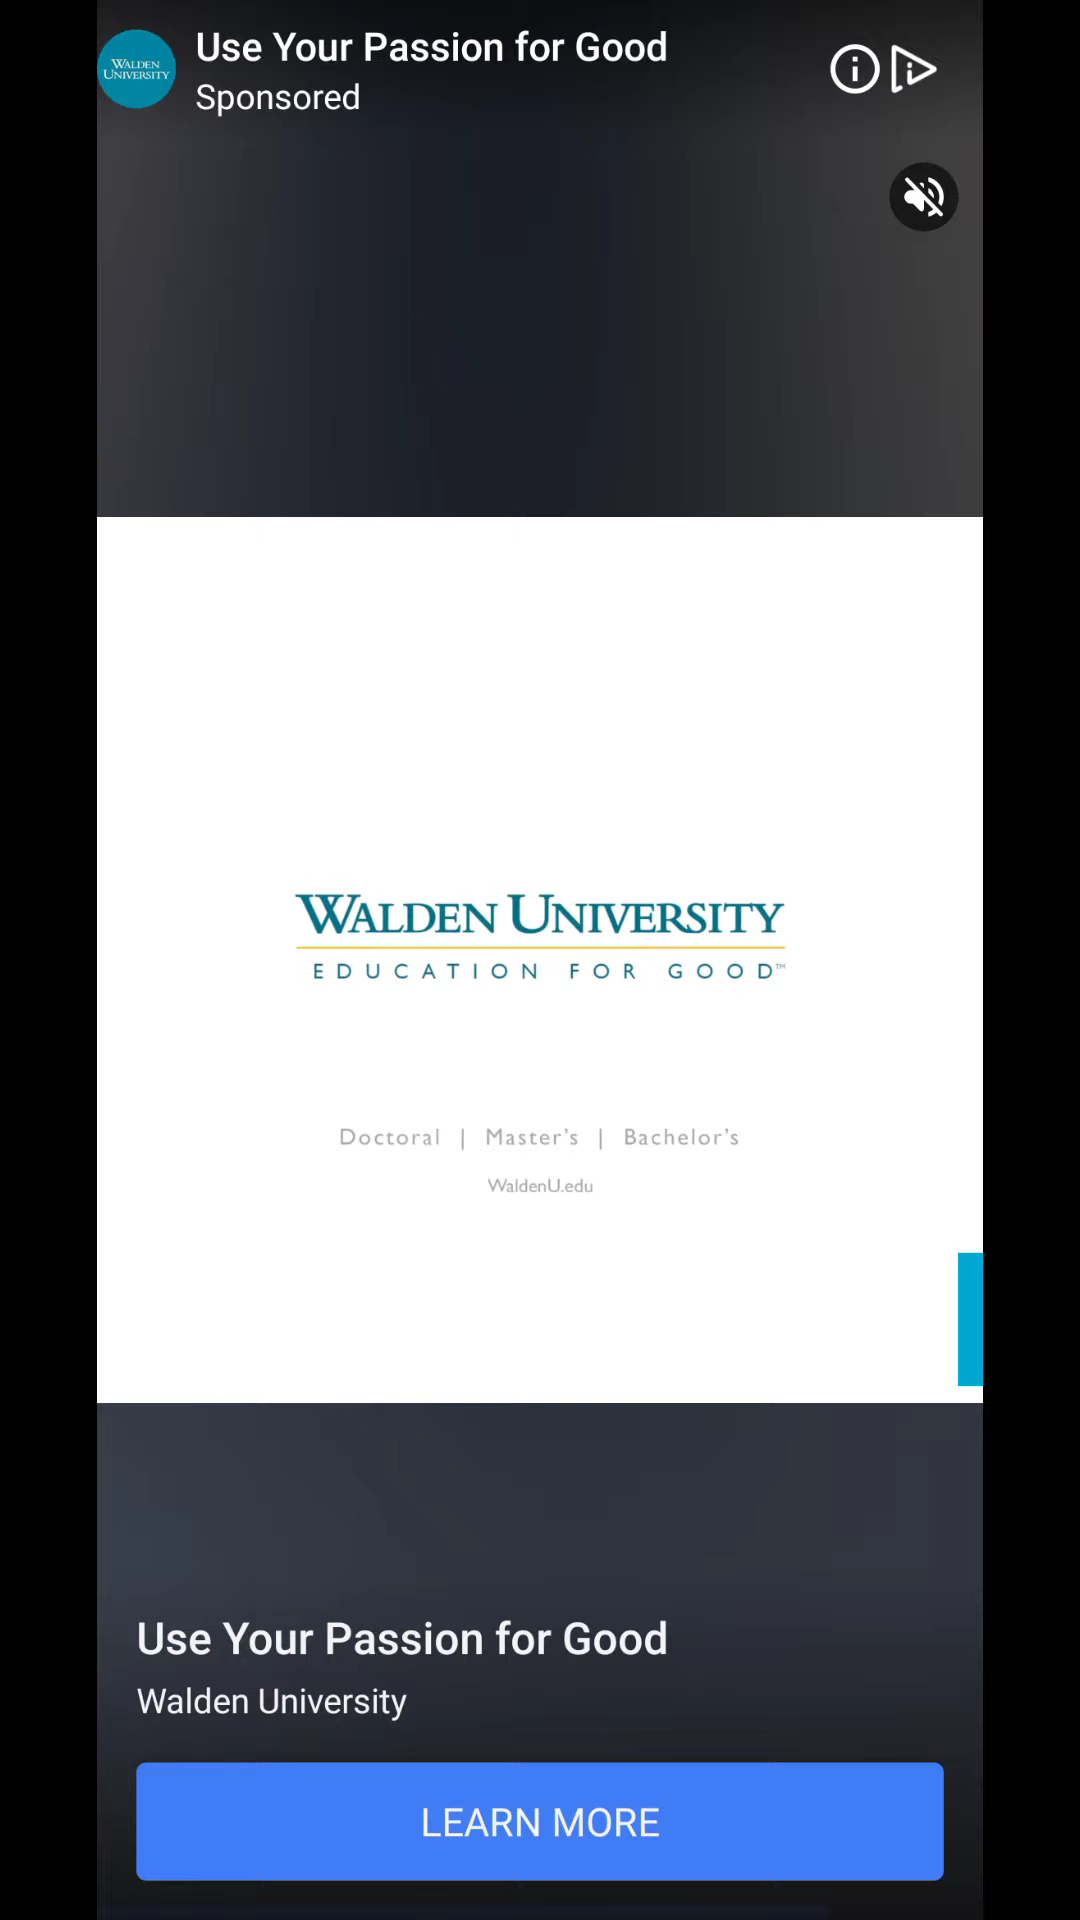 WALDEN
UNIVERSITY
Use Your Passion for Good
Sponsored
WALDEN UNIVERSITY
EDUCATION FOR GOOD™
Doctoral | Master's | Bachelor's
WaldenU.edu
Use Your Passion for Good
Walden University
LEARN MORE